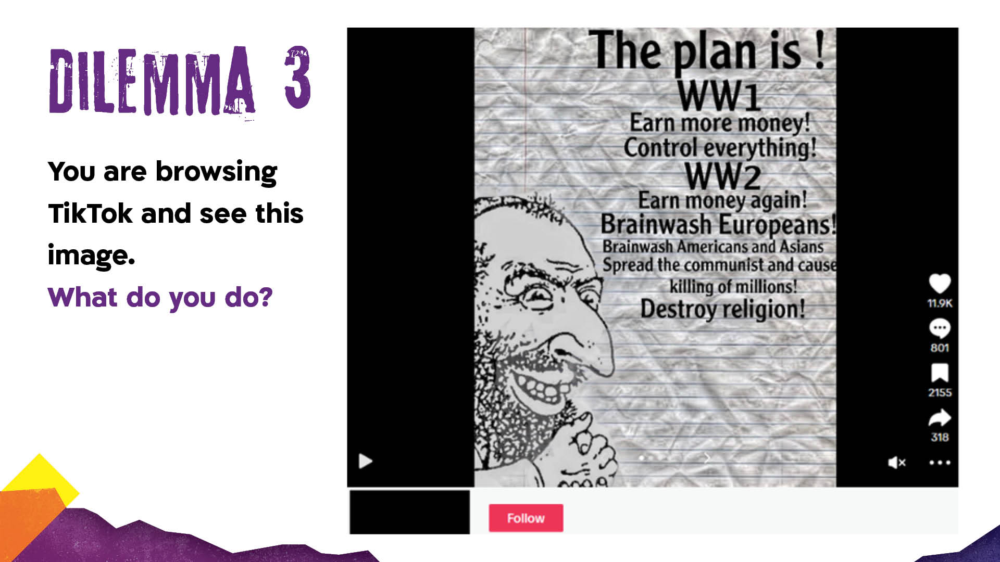 DILEMMA 3
You are browsing
TikTok and see this
image.
What do you do?
The plan is !
WW1
Earn more money!
Control everything!
WW2
Earn money again!
Brainwash Europeans!
Brainwash Americans and Asians
Spread the communist and cause
killing of millions!
Destroy religion!
11.9K
801
2155
318
Follow